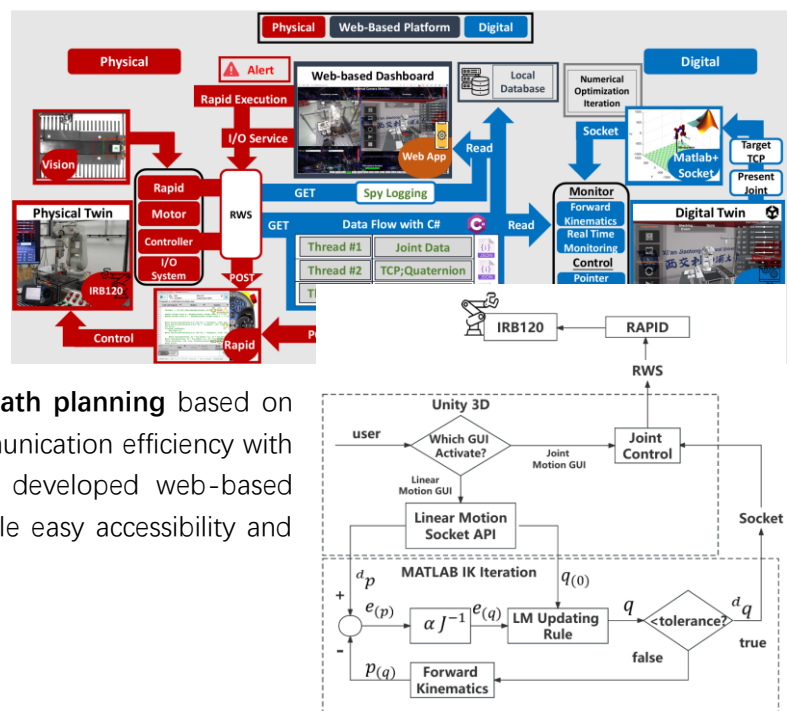 Physical
Web-Based Platform
Digital
Physical
Digital
Alert
Web-based Dashboard
Local
Database
Numerical
Optimization
Iteration
Rapid Execution
I/O Service
Web App
Read
Socket
Matlab+
Socket
Target
TCP
Present
Joint
Vision
Rapid
Motor
Controller
I/O
System
RWS
GET
Spy Logging
GET
Data Flow with C#
Read
Monitor
Forward
Kinematics
Real Time
Monitoring
Control
Pointer
Digital Twin
Physical Twin
IRB120
Thread #1
Joint Data
Thread #2
TCP;Quaternion
POST
Control
Rapid
IRB120
RAPID
RWS
ath planning based on
munication efficiency with
developed web-based
le easy accessibility and
Unity 3D
user
Which GUI
Activate?
Joint
Motion GUI
Joint
Control
Linear
Motion GUI
Linear Motion
Socket API
Socket
MATLAB IK Iteration
ᵈp
q₍₀₎
+
e₍p₎
α J⁻¹
e(q)
LM Updating
Rule
q
<tolerance?
ᵈq
true
false
-
p(q)
Forward
Kinematics